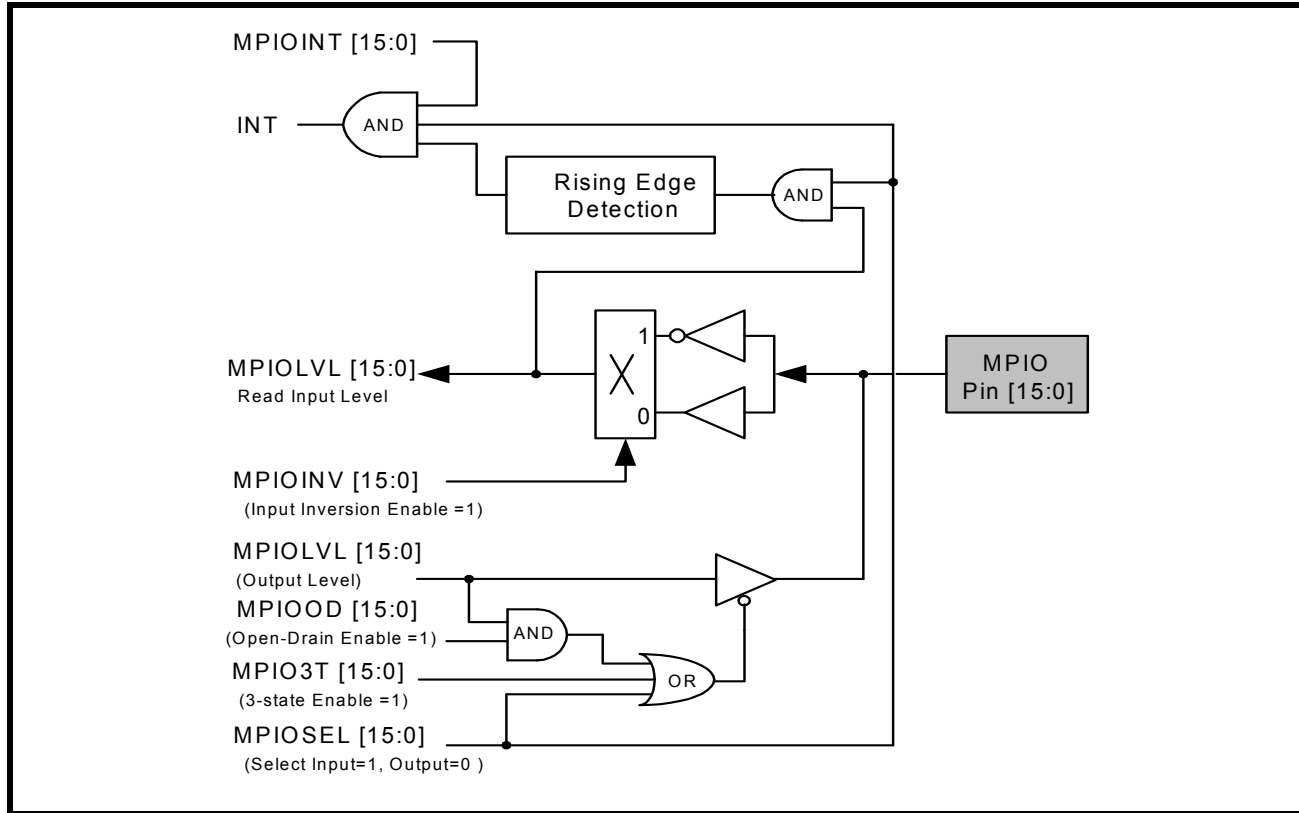 MPIOINT [15:0]
INT
AND
Rising Edge
Detection
AND
1
MPIOLVL [15:0]
Read Input Level
X
0
MPIO
Pin [15:0]
MPIOINV [15:0]
(Input Inversion Enable =1)
MPIOLVL [15:0]
(Output Level)
MPIOOD [15:0]
(Open-Drain Enable =1)
AND
MPIO3T [15:0]
(3-state Enable =1)
OR
MPIOSEL [15:0]
(Select Input=1, Output=0 )